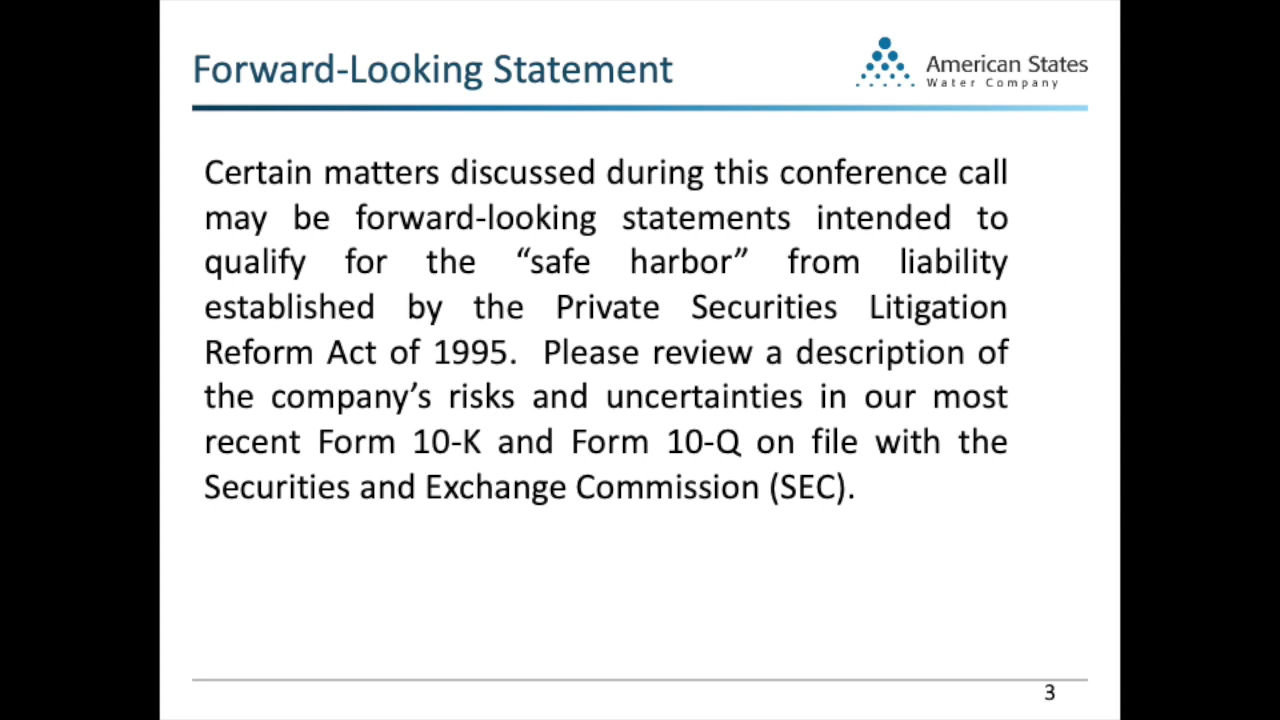 Forward-Looking Statement
American States
Water Company
Certain matters discussed during this conference call
may be forward-looking statements intended to
qualify for the “safe harbor” from liability
established by the Private Securities Litigation
Reform Act of 1995.  Please review a description of
the company’s risks and uncertainties in our most
recent Form 10-K and Form 10-Q on file with the
Securities and Exchange Commission (SEC).
3